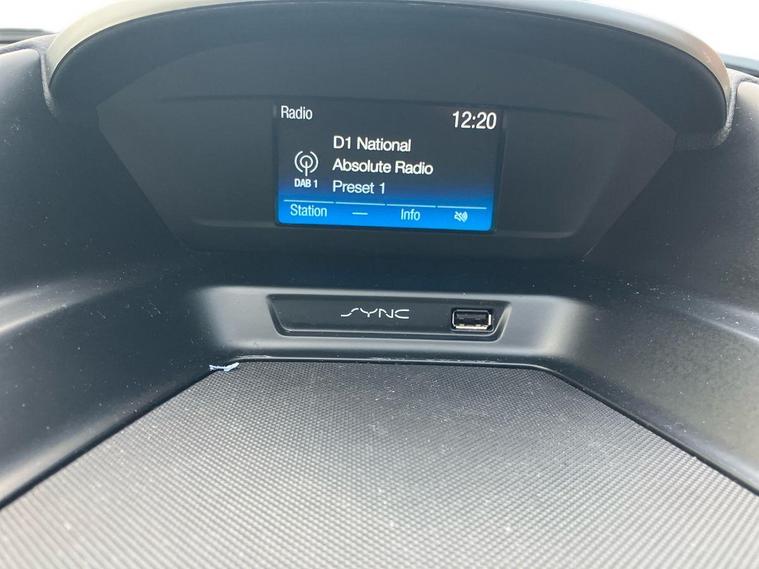 Radio 12:20
D1 National
Absolute Radio
DAB 1 Preset 1
Station — Info
SYNC